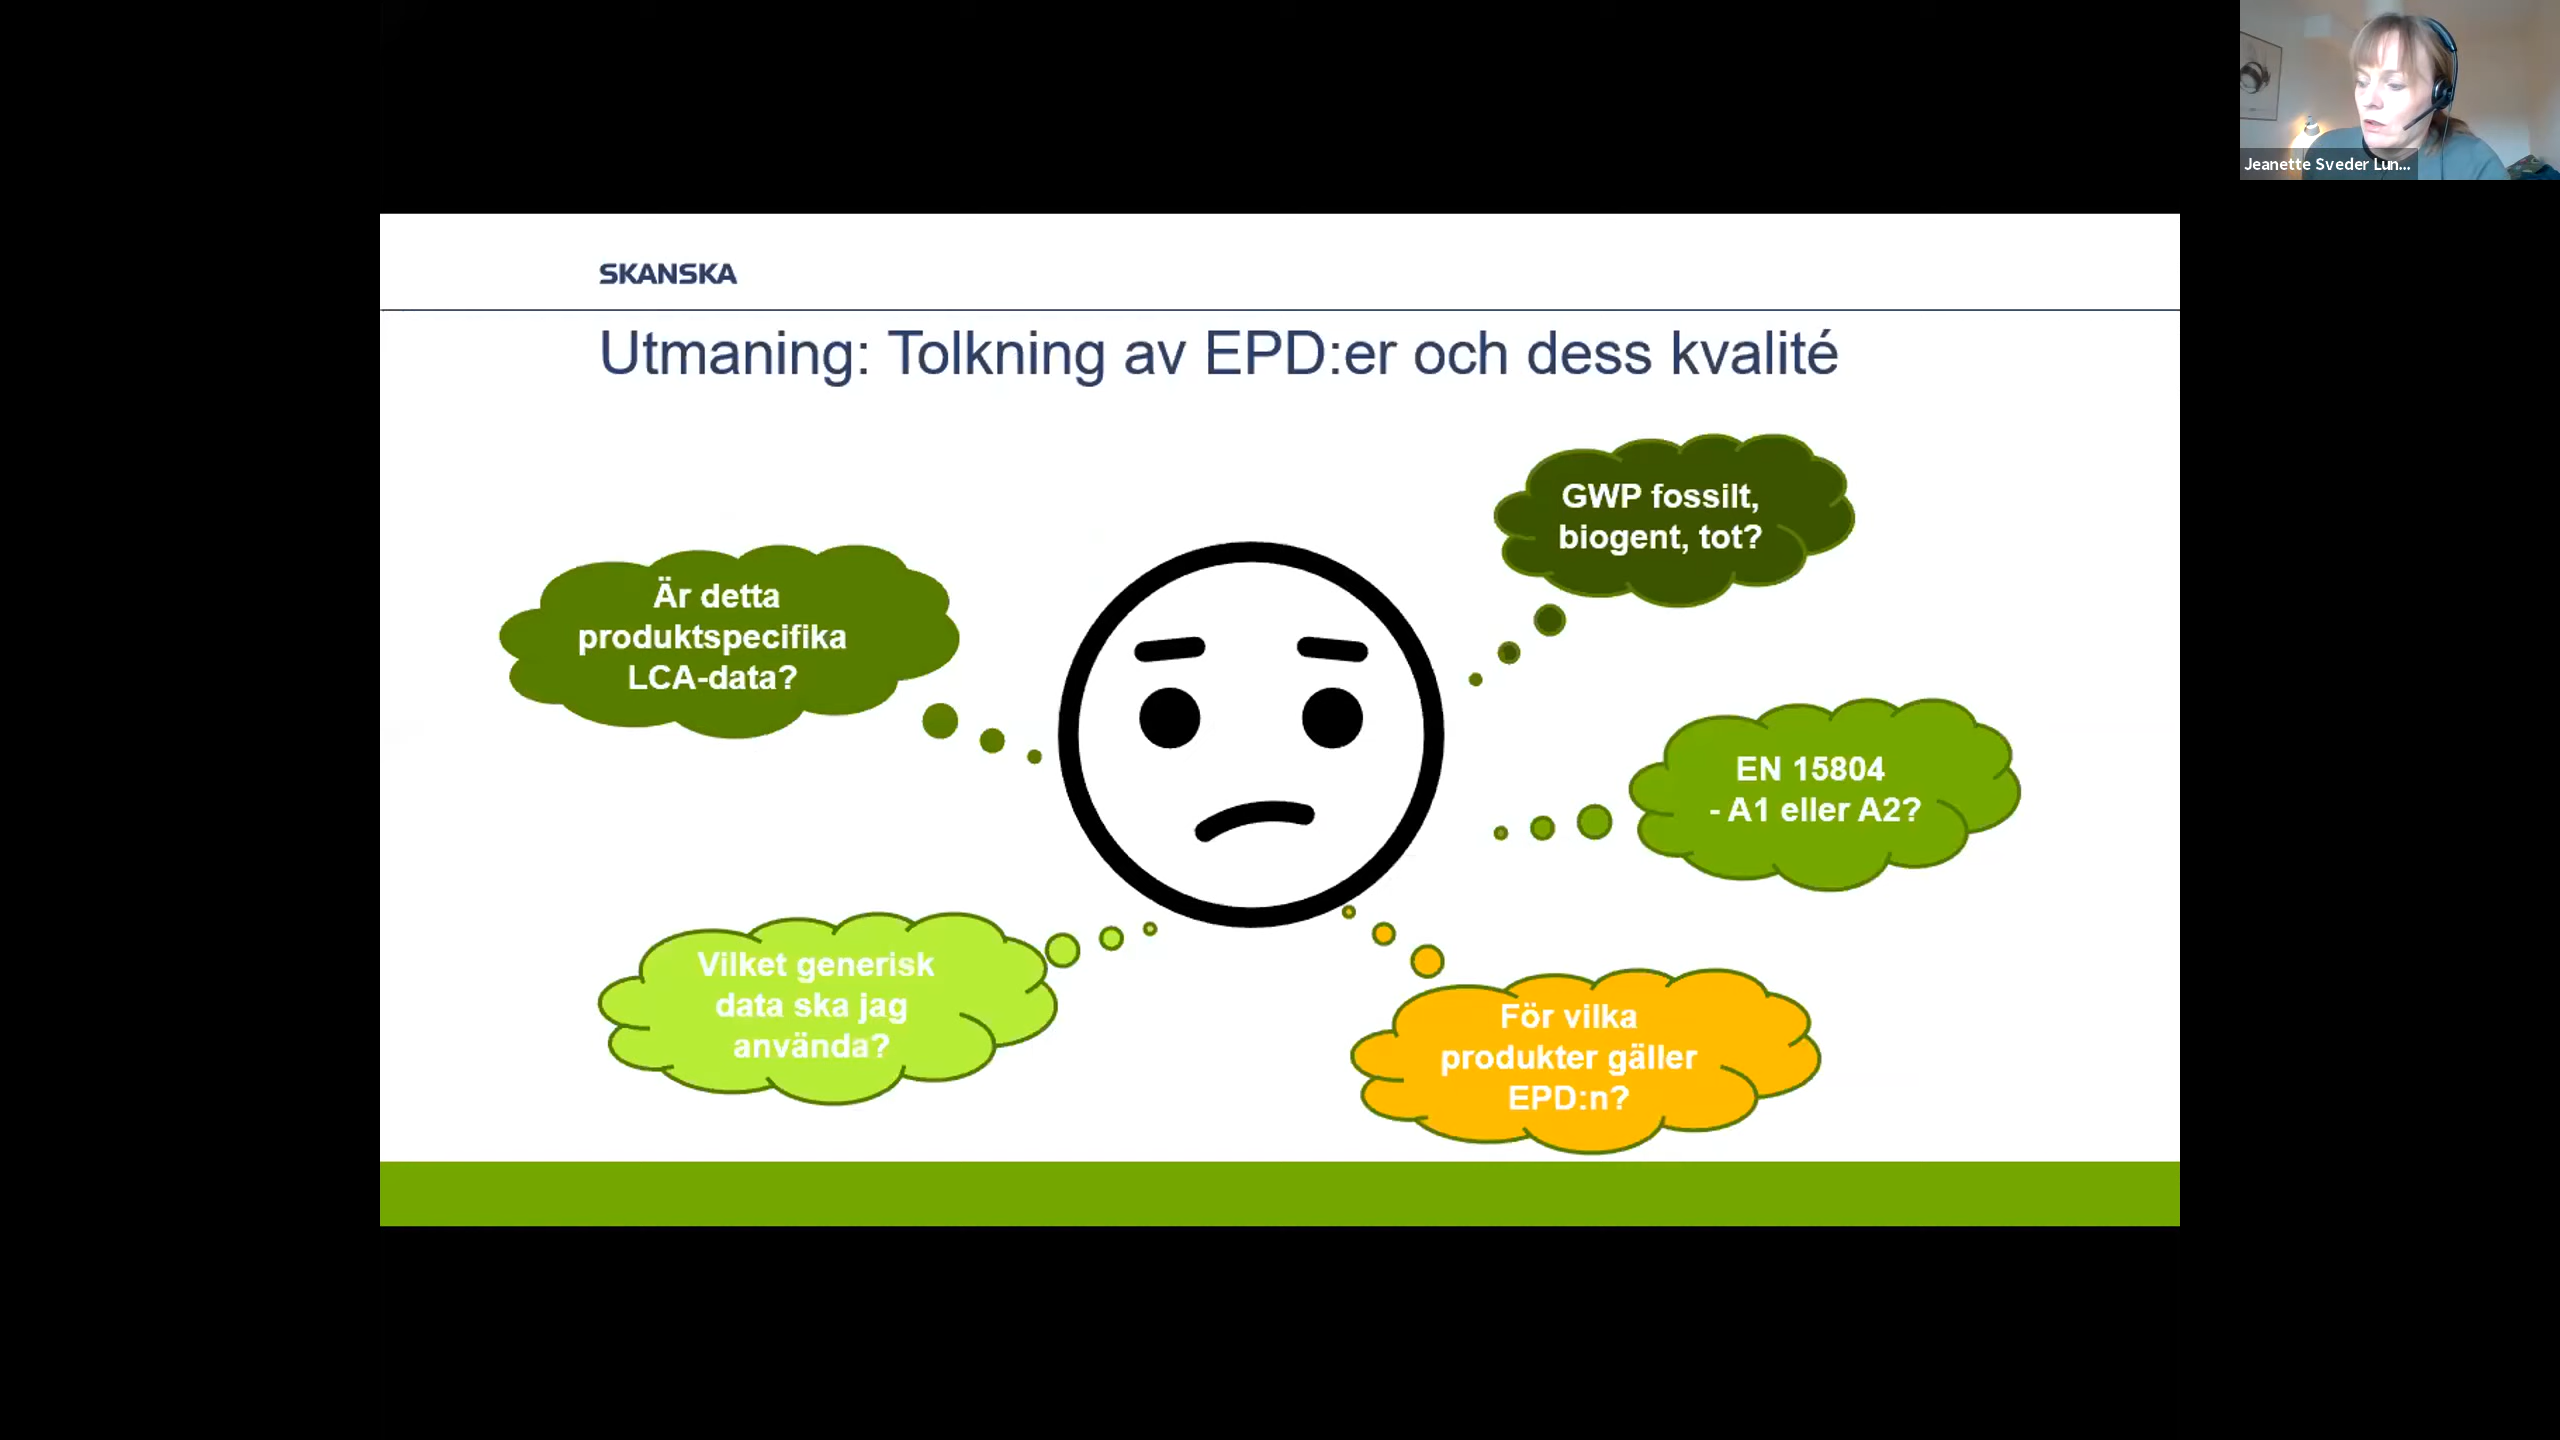 Jeanette Sveder Lun...
SKANSKA
Utmaning: Tolkning av EPD:er och dess kvalité
GWP fossilt,
biogent, tot?
Är detta
produktspecifika
LCA-data?
EN 15804
- A1 eller A2?
Vilket generisk
data ska jag
använda?
För vilka
produkter gäller
EPD:n?